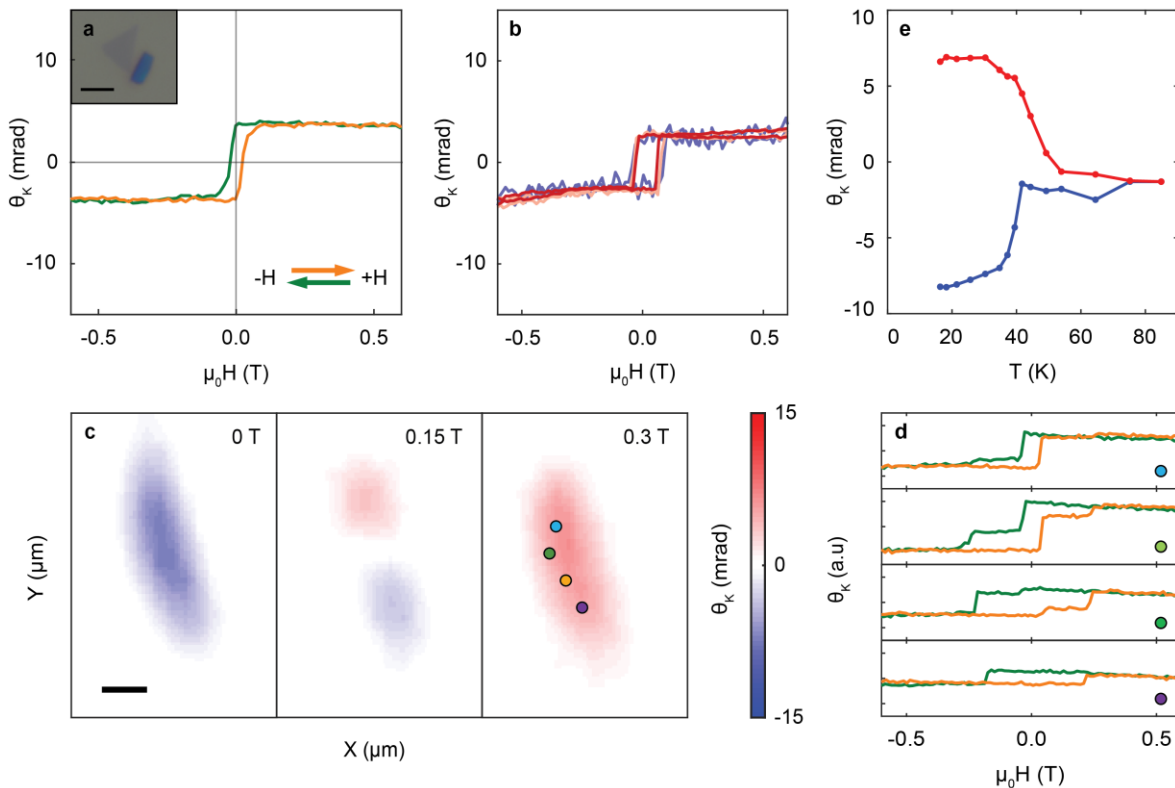 a
10
0
-10
θK (mrad)
-0.5
0.0
0.5
μ0H (T)
-H
+H
b
10
0
-10
θK (mrad)
-0.5
0.0
0.5
μ0H (T)
e
10
5
0
-5
-10
θK (mrad)
0
20
40
60
80
T (K)
c
0 T
0.15 T
0.3 T
Y (μm)
X (μm)
15
0
-15
θK (mrad)
d
θK (a.u)
-0.5
0.0
0.5
μ0H (T)